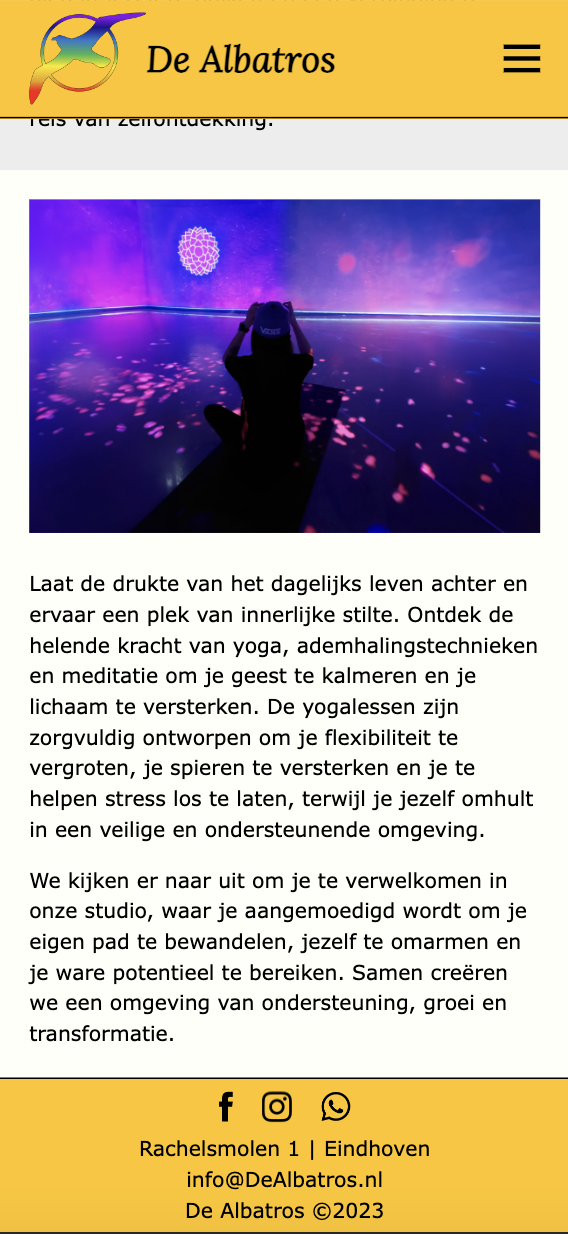 De Albatros
reis van zelfontdekking.
VANS
Laat de drukte van het dagelijks leven achter en
ervaar een plek van innerlijke stilte. Ontdek de
helende kracht van yoga, ademhalingstechnieken
en meditatie om je geest te kalmeren en je
lichaam te versterken. De yogalessen zijn
zorgvuldig ontworpen om je flexibiliteit te
vergroten, je spieren te versterken en je te
helpen stress los te laten, terwijl je jezelf omhult
in een veilige en ondersteunende omgeving.
We kijken er naar uit om je te verwelkomen in
onze studio, waar je aangemoedigd wordt om je
eigen pad te bewandelen, jezelf te omarmen en
je ware potentieel te bereiken. Samen creëren
we een omgeving van ondersteuning, groei en
transformatie.
Rachelsmolen 1 | Eindhoven
info@DeAlbatros.nl
De Albatros ©2023